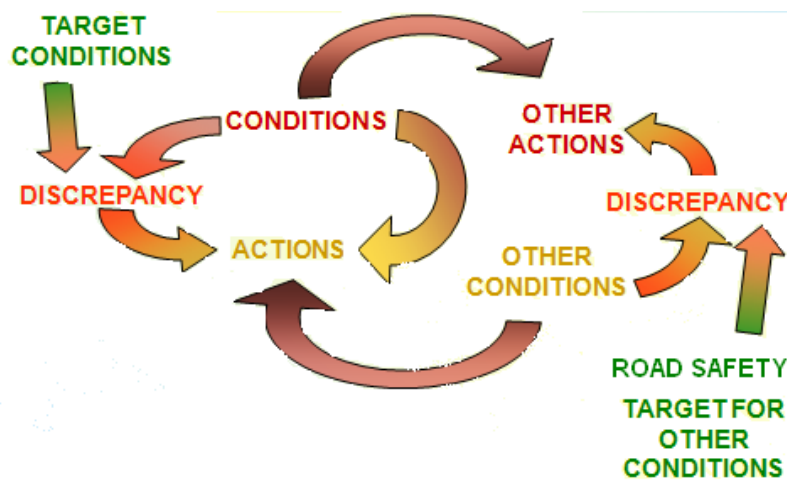 TARGET
CONDITIONS
CONDITIONS
OTHER
ACTIONS
DISCREPANCY
DISCREPANCY
ACTIONS
OTHER
CONDITIONS
ROAD SAFETY
TARGET FOR
OTHER
CONDITIONS